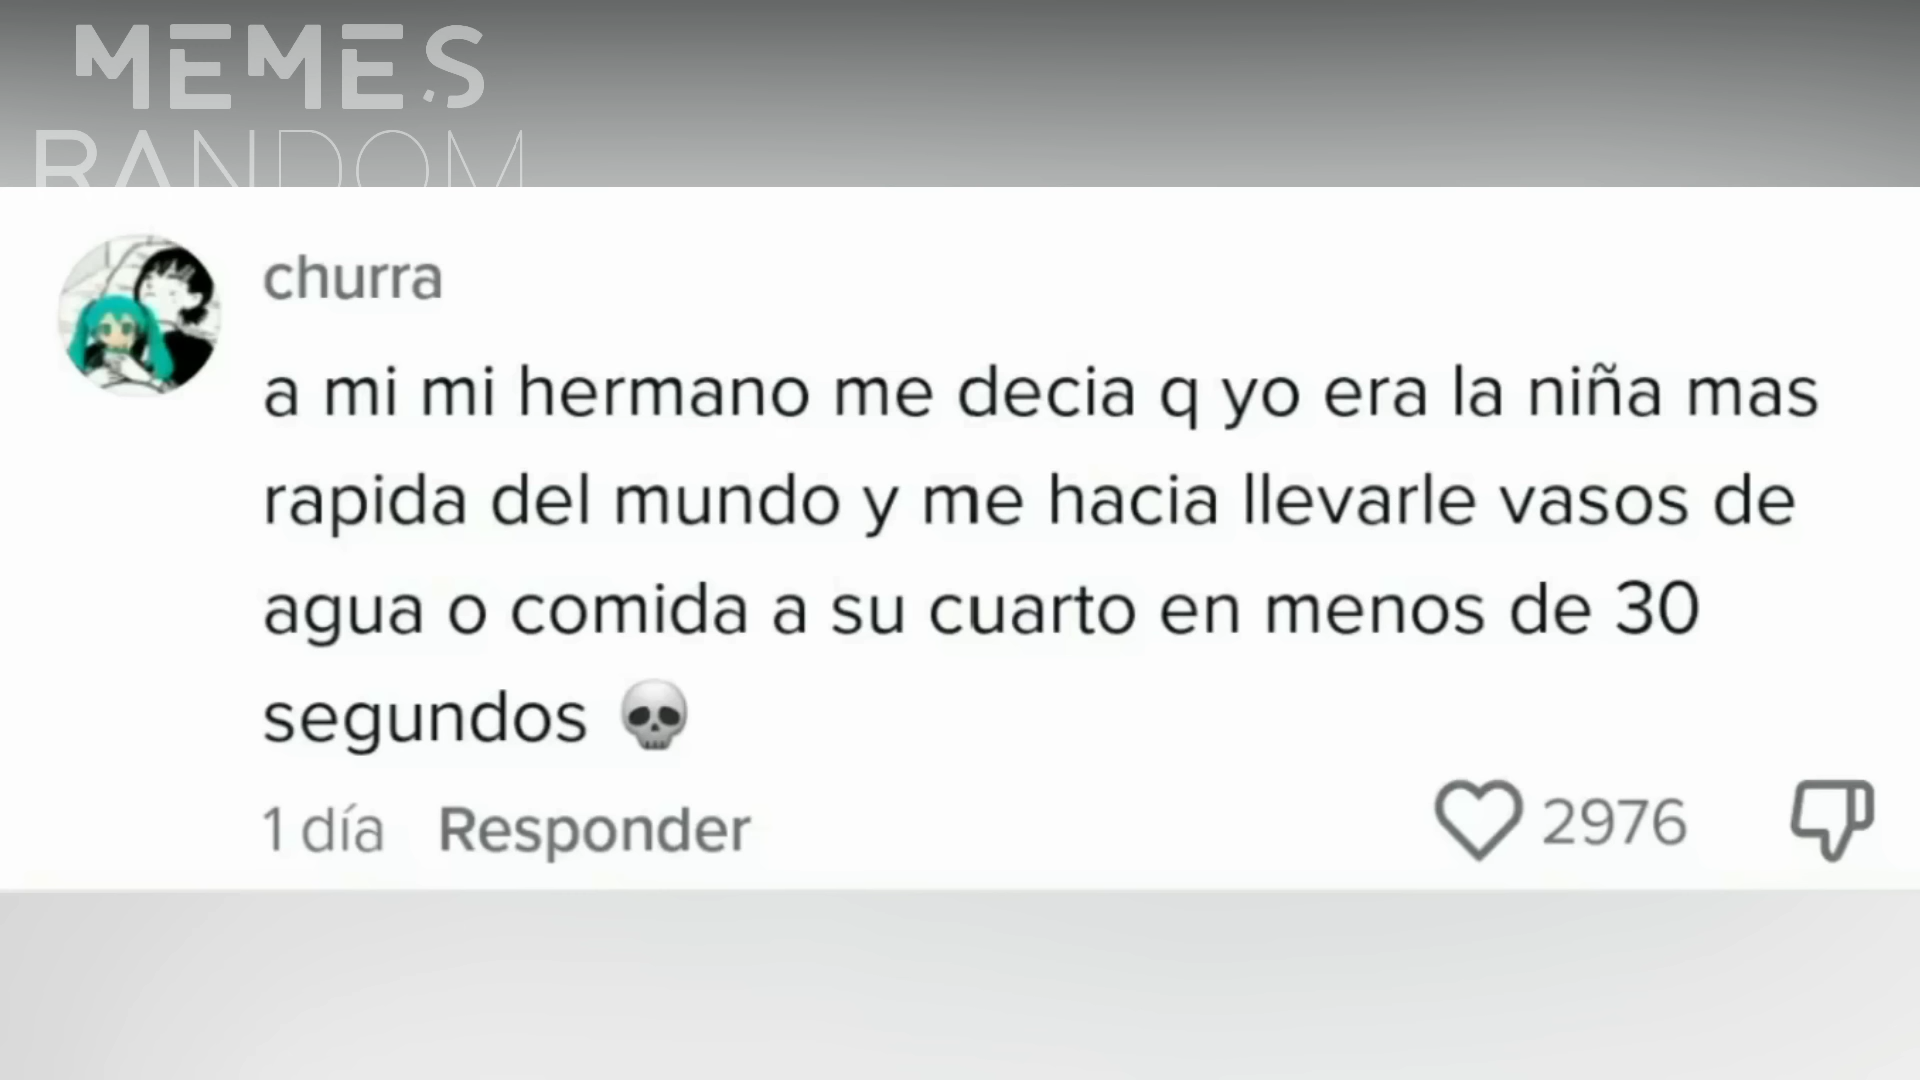 MEMES
RANDOM
churra
a mi mi hermano me decia q yo era la niña mas
rapida del mundo y me hacia llevarle vasos de
agua o comida a su cuarto en menos de 30
segundos 💀
1 día Responder 2976